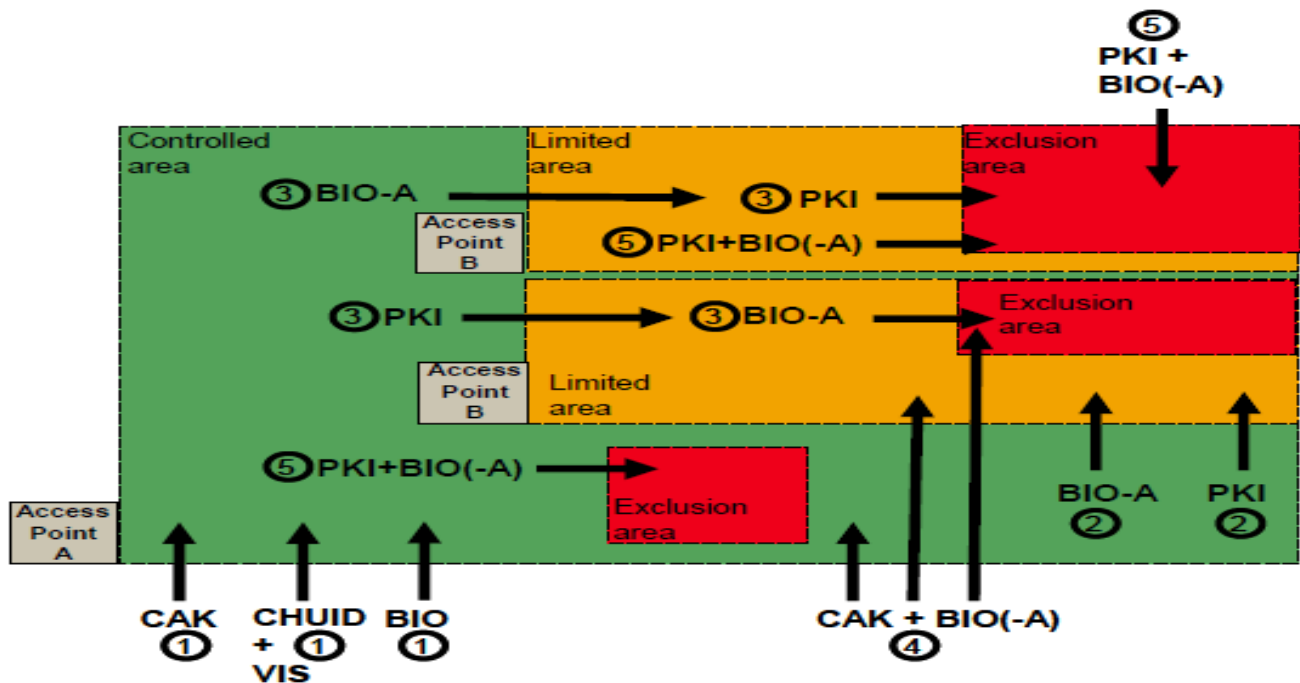 ⑤
PKI +
BIO(-A)
Controlled
area
Limited
area
Exclusion
area
③ BIO-A
③ PKI
Access
Point
B
⑤ PKI+BIO(-A)
③ PKI
③ BIO-A
Exclusion
area
Access
Point
B
Limited
area
⑤ PKI+BIO(-A)
Exclusion
area
BIO-A
②
PKI
②
Access
Point
A
CAK
①
CHUID
+ ①
VIS
BIO
①
CAK + BIO(-A)
④